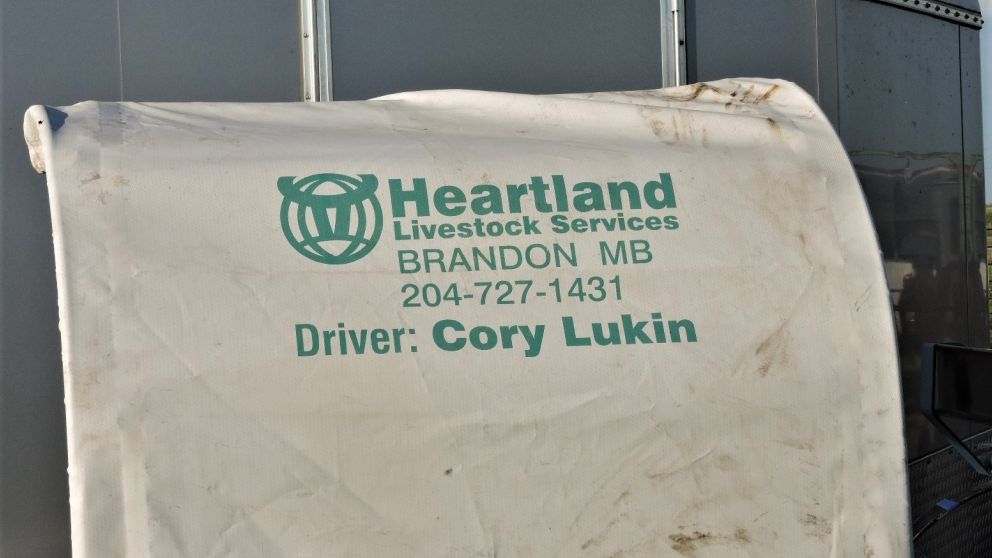 Heartland
Livestock Services
BRANDON MB
204-727-1431
Driver: Cory Lukin